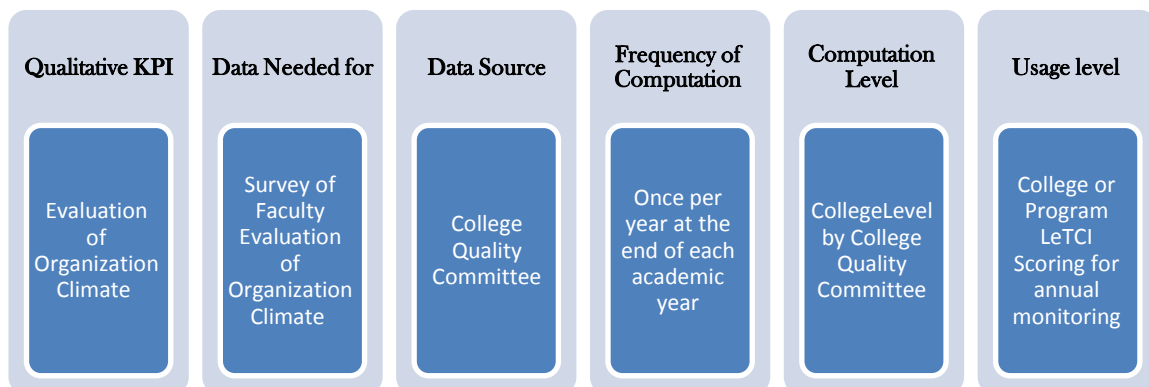 Qualitative KPI
Evaluation
of
Organization
Climate
Data Needed for
Survey of
Faculty
Evaluation
of
Organization
Climate
Data Source
College
Quality
Committee
Frequency of
Computation
Once per
year at the
end of each
academic
year
Computation
Level
CollegeLevel
by College
Quality
Committee
Usage level
College or
Program
LeTCI
Scoring for
annual
monitoring